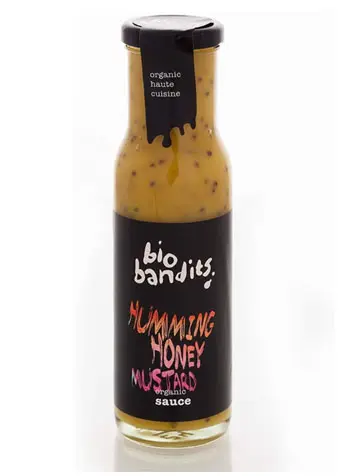 organic
haute
cuisine
bio
bandits.
HUMMING
HONEY
MUSTARD
organic
sauce